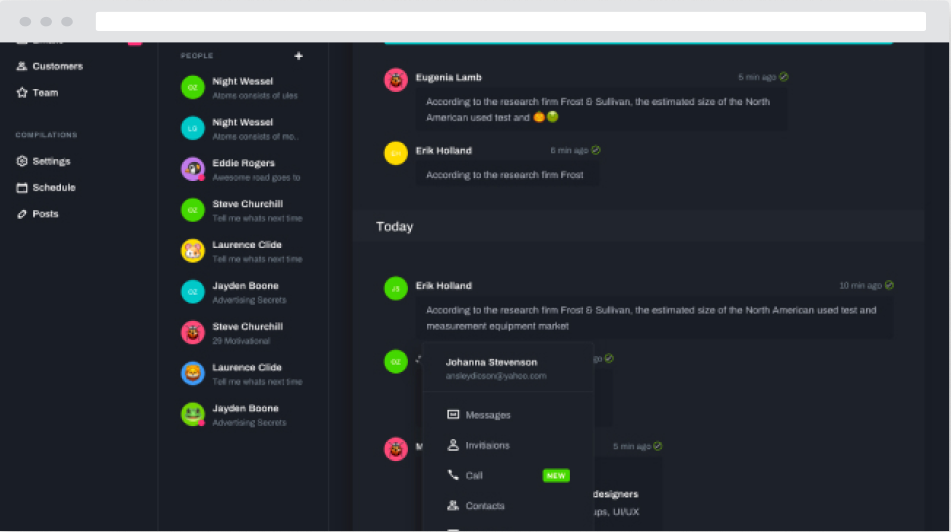 Customers
Team
COMPILATIONS
Settings
Schedule
Posts
PEOPLE
OZ
Night Wessel
Atoms consists of ules
LG
Night Wessel
Atoms consists of mo..
Eddie Rogers
Awesome road goes to
OZ
Steve Churchill
Tell me whats next time
Laurence Clide
Tell me whats next time
OZ
Jayden Boone
Advertising Secrets
Steve Churchill
29 Motivational
Laurence Clide
Tell me whats next time
Jayden Boone
Advertising Secrets
Eugenia Lamb
5 min ago
According to the research firm Frost & Sullivan, the estimated size of the North
American used test and
Erik Holland
6 min ago
According to the research firm Frost
Today
JS
Erik Holland
10 min ago
According to the research firm Frost & Sullivan, the estimated size of the North American used test and
measurement equipment market
OZ
go
Johanna Stevenson
ansleydicson@yahoo.com
Messages
Invitiaions
Call
NEW
Contacts
M
5 min ago
designers
ups, UI/UX